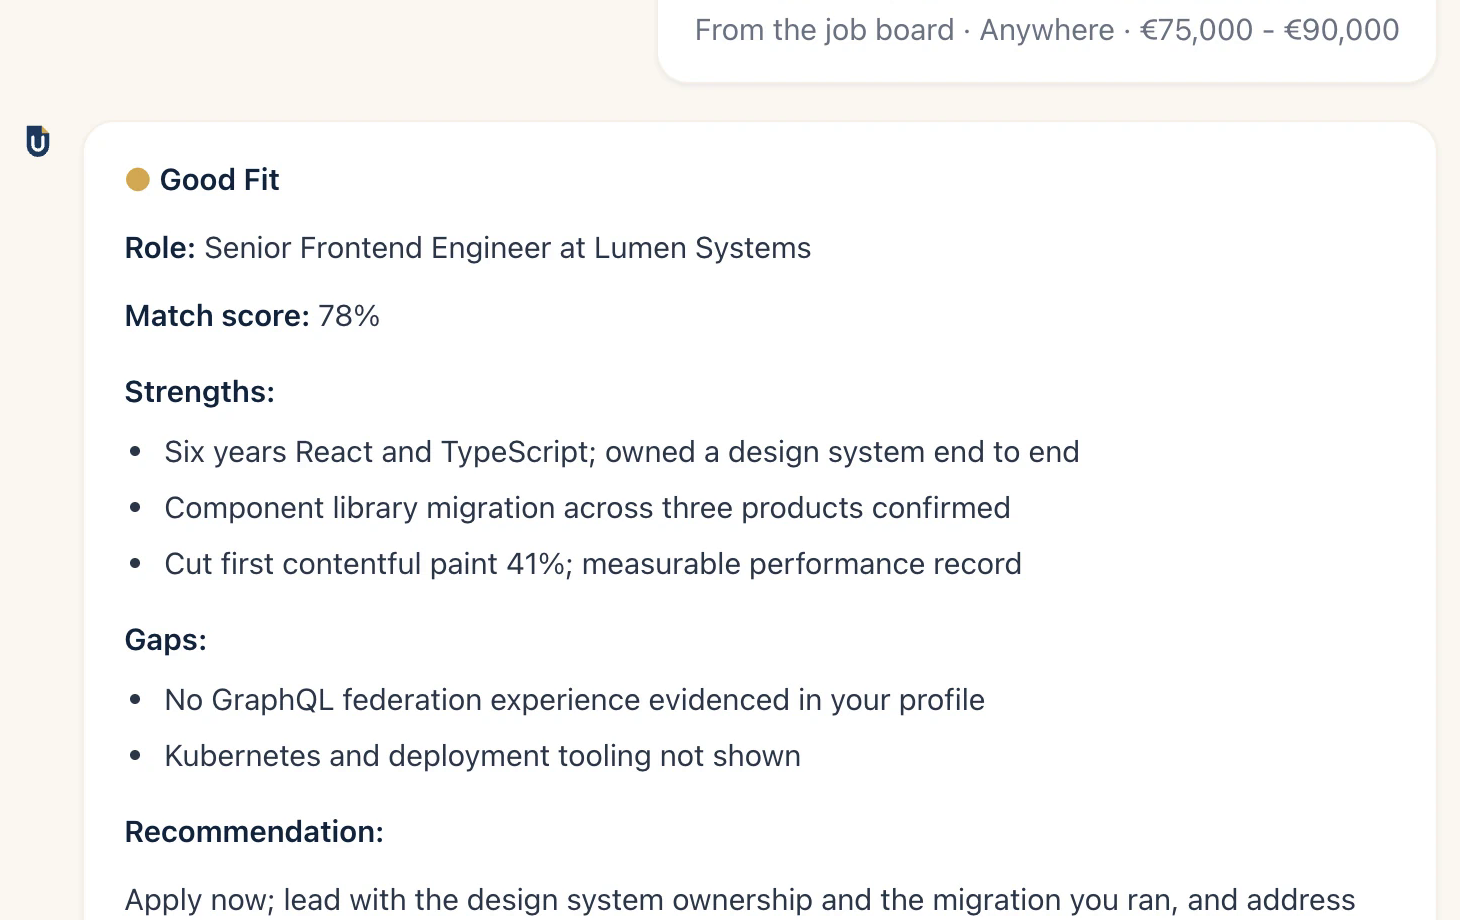 From the job board · Anywhere · €75,000 - €90,000
U
Good Fit
Role: Senior Frontend Engineer at Lumen Systems
Match score: 78%
Strengths:
• Six years React and TypeScript; owned a design system end to end
• Component library migration across three products confirmed
• Cut first contentful paint 41%; measurable performance record
Gaps:
• No GraphQL federation experience evidenced in your profile
• Kubernetes and deployment tooling not shown
Recommendation:
Apply now; lead with the design system ownership and the migration you ran, and address